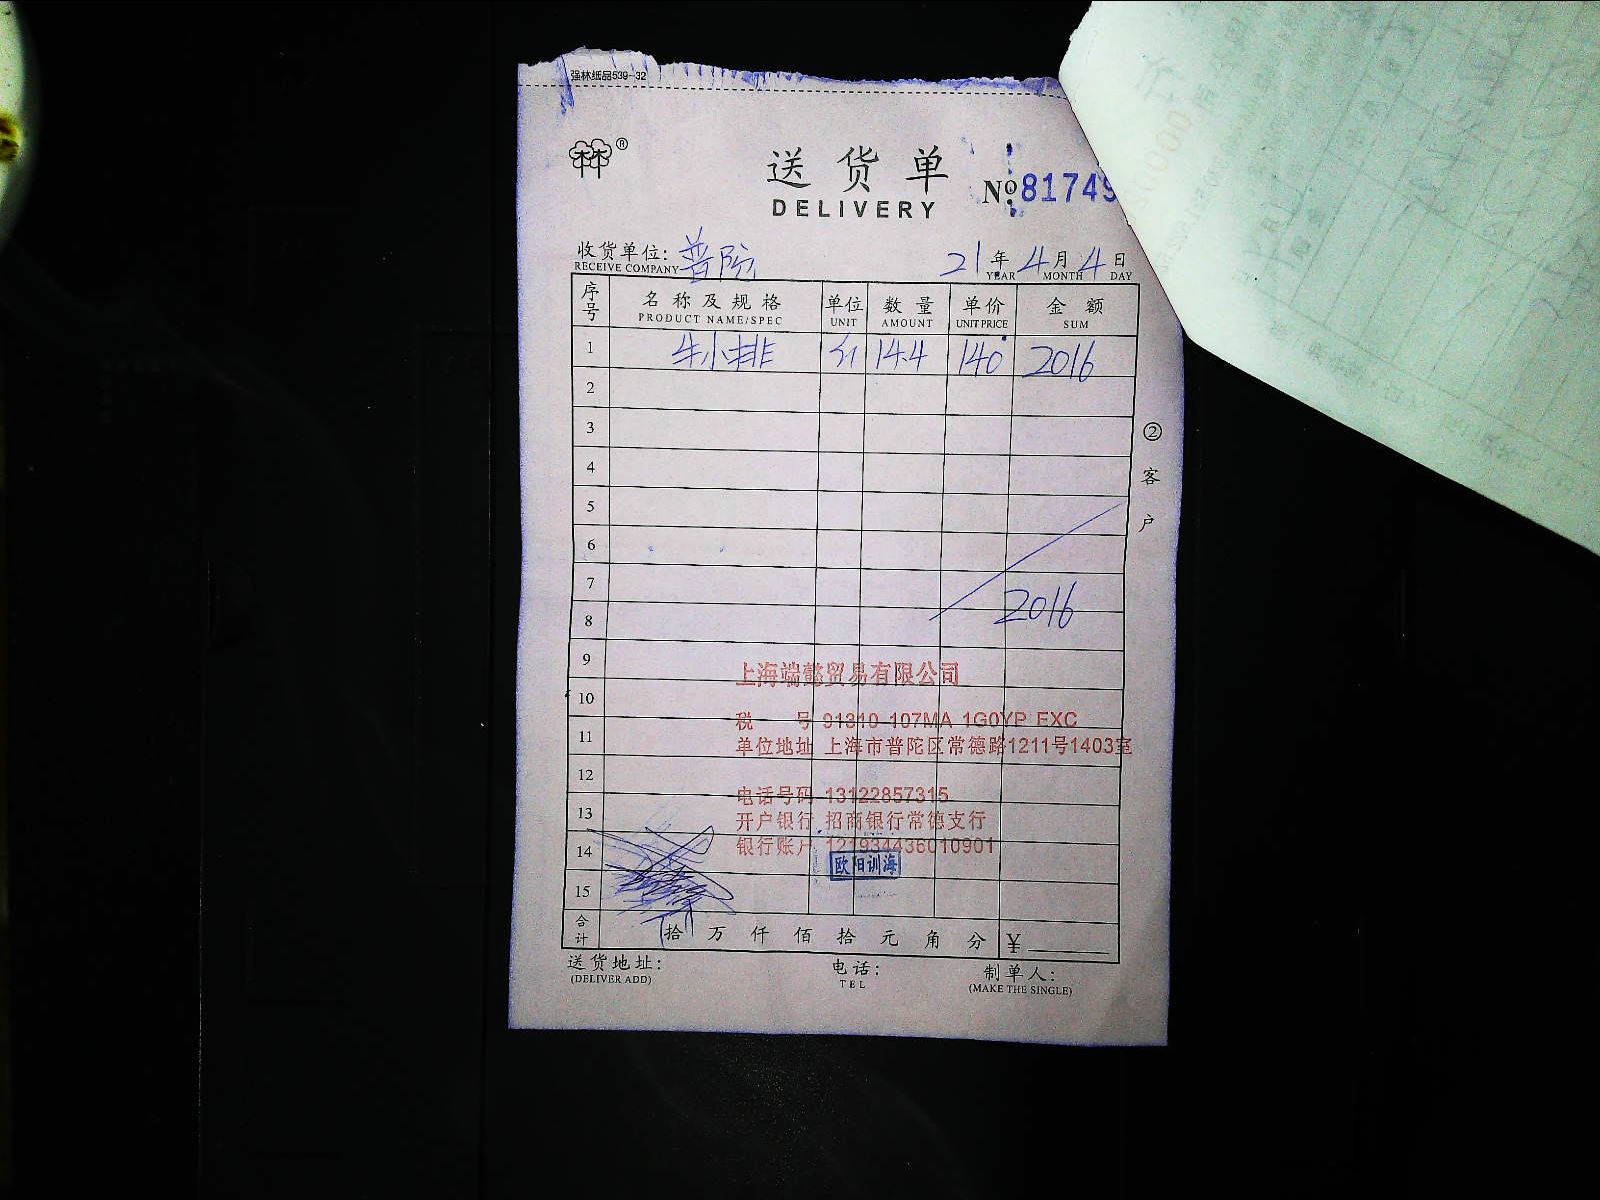 强林纸品539-32
林林®
送货单
DELIVERY
№ 81749
收货单位: 普陀
RECEIVE COMPANY
21年4月4日
YEAR MONTH DAY
序号 名称及规格 单位 数量 单价 金额
PRODUCT NAME/SPEC UNIT AMOUNT UNIT PRICE SUM
1 牛小排 斤 14.4 140 2016
2
3
4
5
6
7
2016
8
9
上海端懿贸易有限公司
10
税 号 91310 107MA 1G0YP EXC
11
单位地址 上海市普陀区常德路1211号1403室
12
电话号码 13122857315
13
开户银行 招商银行常德支行
14
银行账户 121934436010901
欧阳训海
15
合计 拾万仟佰拾元角分 ¥
送货地址: 电话: 制单人:
(DELIVER ADD) TEL (MAKE THE SINGLE)
②客户